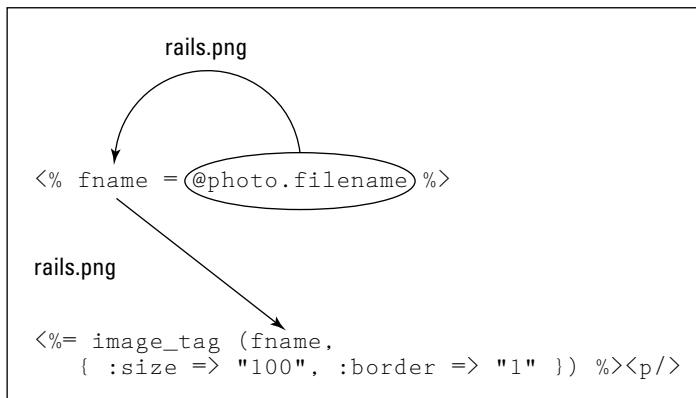 rails.png
<% fname = @photo.filename %>
rails.png
<%= image_tag (fname,
{ :size => "100", :border => "1" }) %><p/>